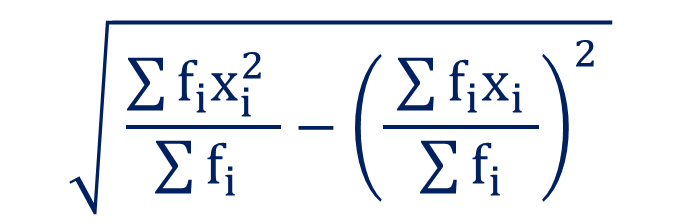 √(∑ fᵢxᵢ² / ∑ fᵢ − (∑ fᵢxᵢ / ∑ fᵢ)²)